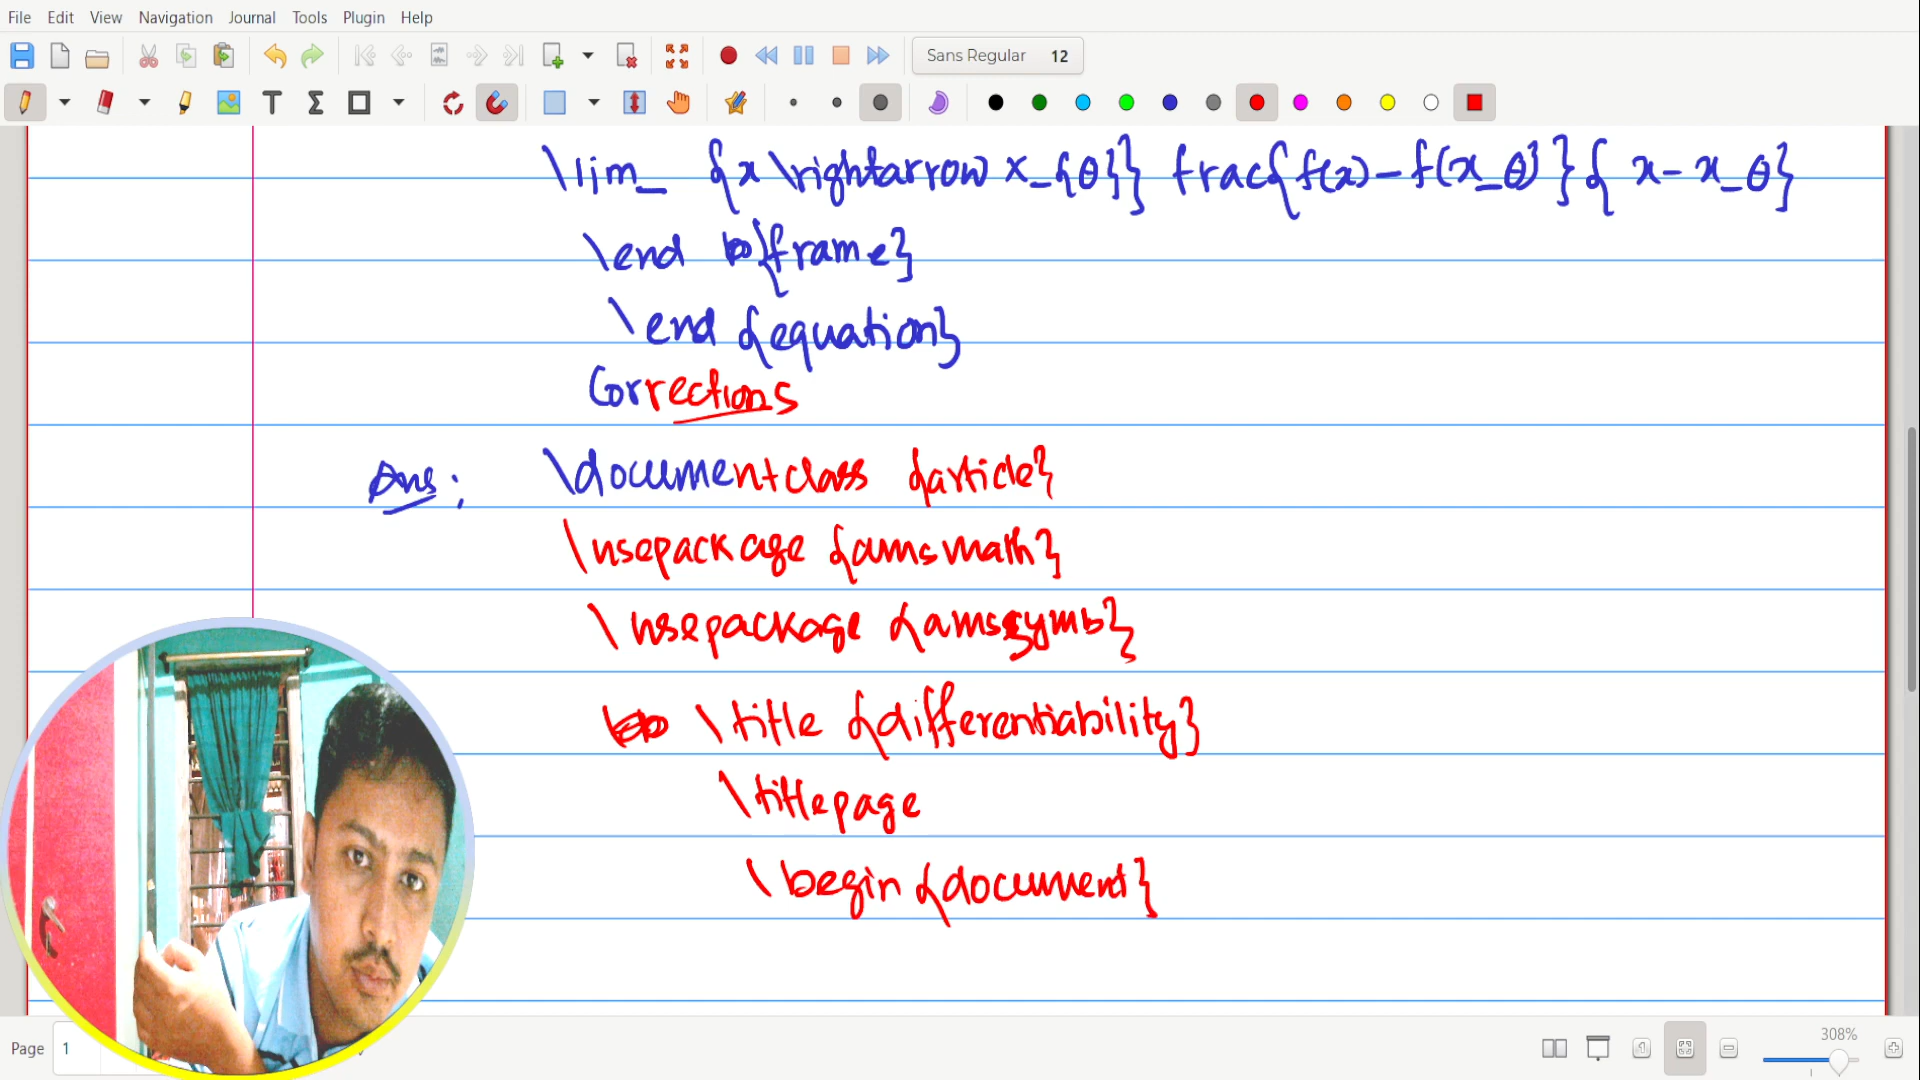 File Edit View Navigation Journal Tools Plugin Help
Sans Regular 12
\lim_ {x \rightarrow x_{0}} frac{f(x)-f(x_0)}{x-x_0}
\end {frame}
\end {equation}
Corrections
Ans: \documentclass {article}
\usepackage {amsmath}
\usepackage {amssymb}
\title {differentiability}
\titlepage
\begin {document}
Page 1
308%